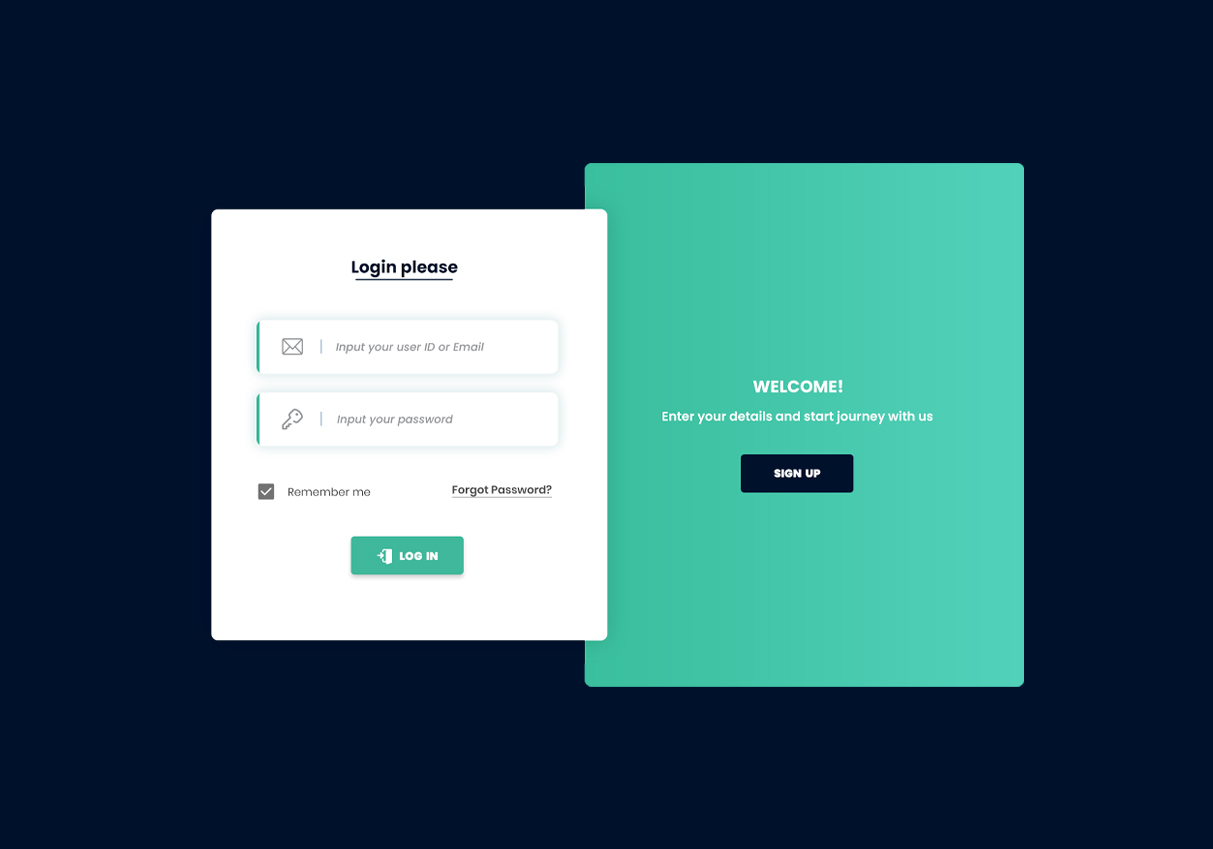 Login please
Input your user ID or Email
Input your password
Remember me
Forgot Password?
LOG IN
WELCOME!
Enter your details and start journey with us
SIGN UP